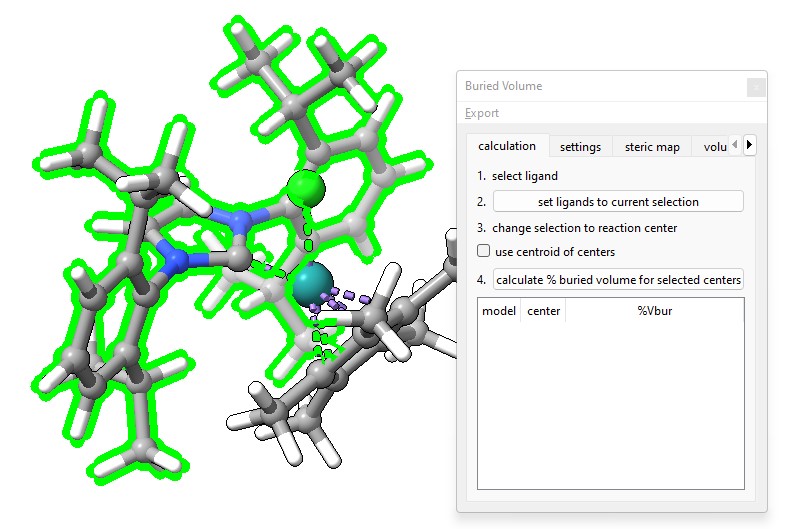 Buried Volume
Export
calculation settings steric map volu
1. select ligand
2. set ligands to current selection
3. change selection to reaction center
use centroid of centers
4. calculate % buried volume for selected centers
model center %Vbur